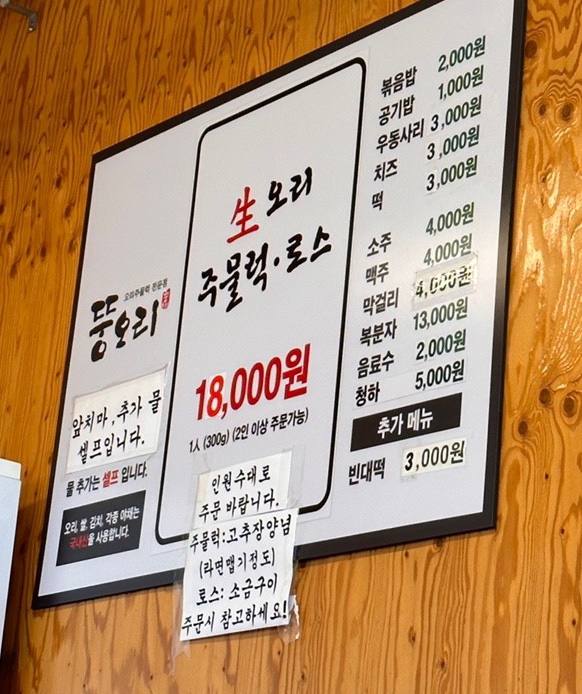 오리주물럭 전문점
뚱오리
앞치마, 추가 물
셀프입니다.
물 추가는 셀프입니다.
오리, 쌀, 김치, 각종 야채는
국내산을 사용합니다.
生오리
주물럭·로스
18,000원
1人 (300g) (2인 이상 주문가능)
인원수대로
주문 바랍니다.
주물럭:고추장양념
(라면맵기정도)
로스: 소금구이
주문시 참고하세요!
볶음밥 2,000원
공기밥 1,000원
우동사리 3,000원
치즈 3,000원
떡 3,000원
소주 4,000원
맥주 4,000원
막걸리 4,000원
복분자 13,000원
음료수 2,000원
청하 5,000원
추가 메뉴
빈대떡 3,000원